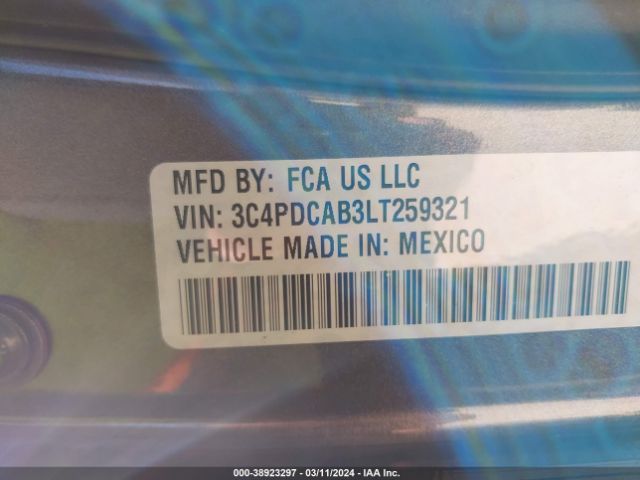 MFD BY: FCA US LLC
VIN: 3C4PDCAB3LT259321
VEHICLE MADE IN: MEXICO
000-38923297 - 03/11/2024 - IAA Inc.